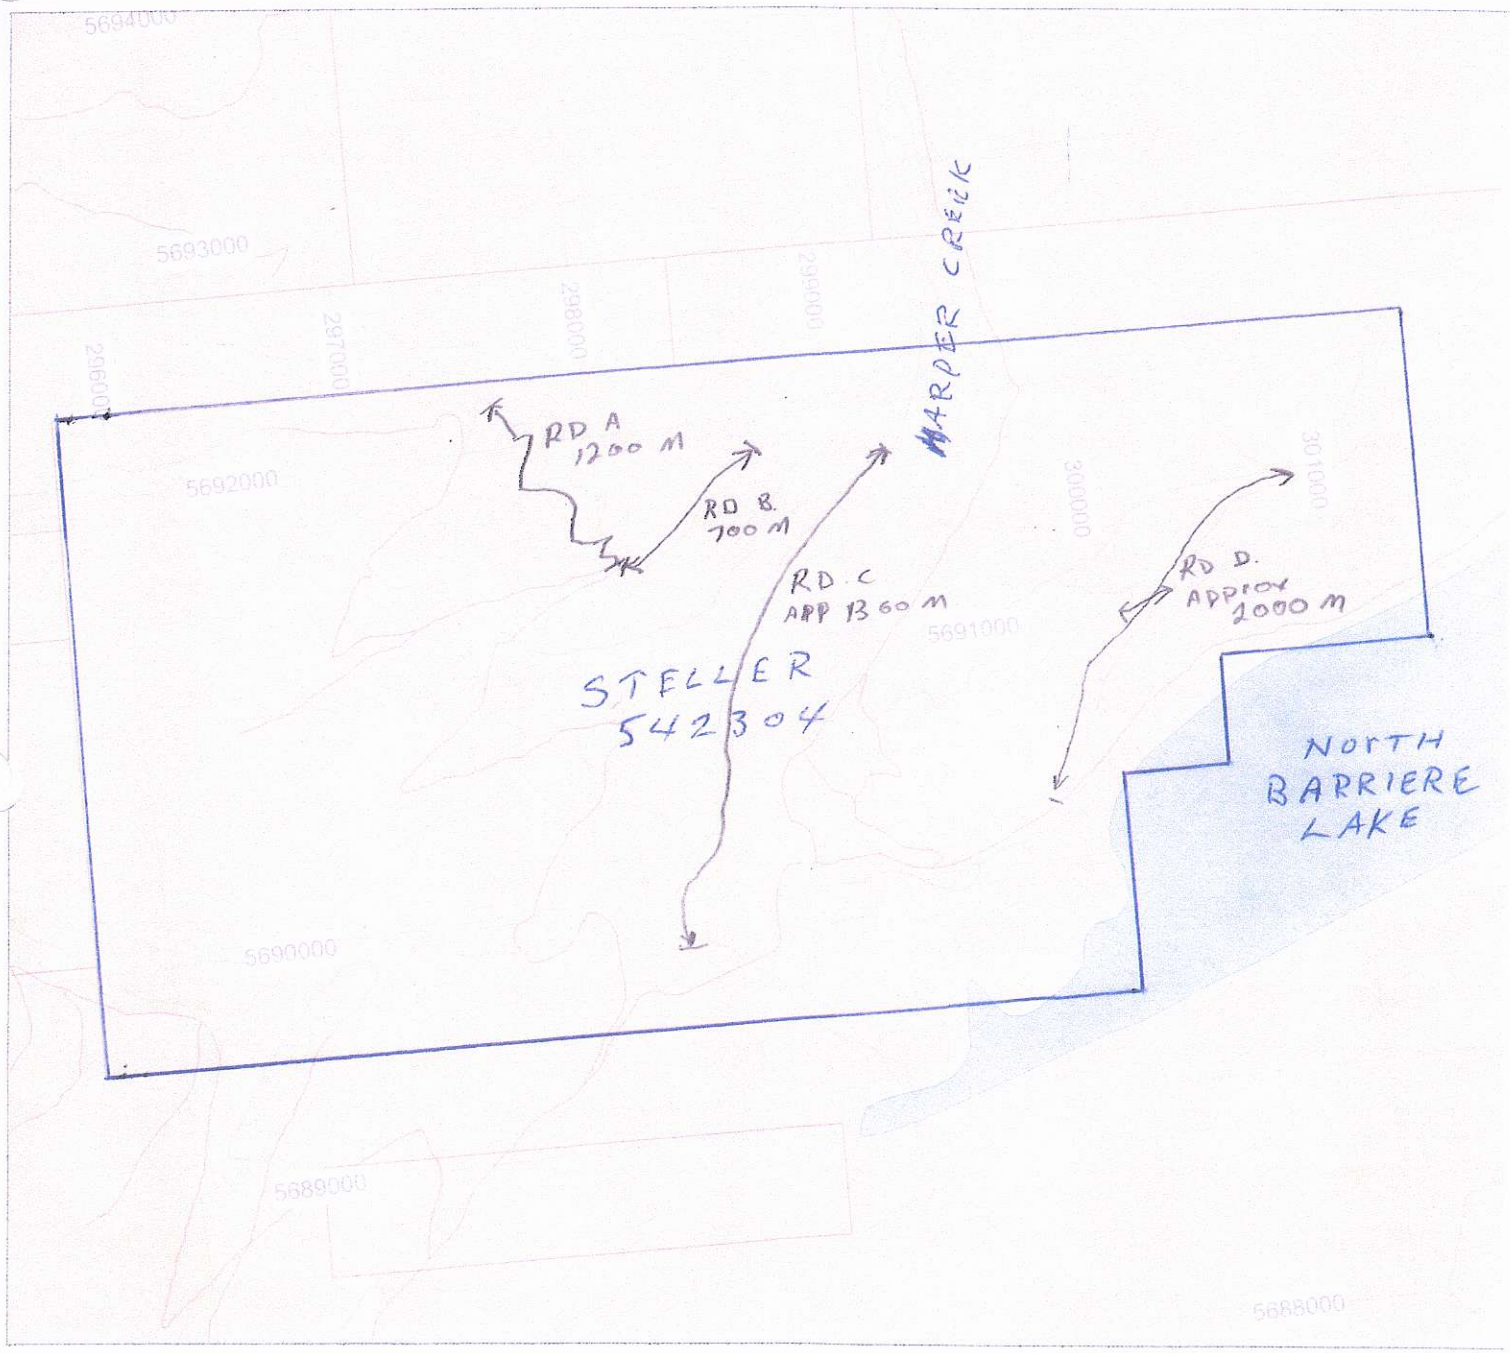 5694000
HARPER CREEK
5693000
296000
297000
298000
299000
300000
301000
RD A
1200 M
5692000
RD B.
700 M
RD. C
APP 1360 M
RD D.
APPROX
2000 M
5691000
STELLER
542304
NORTH
BARRIERE
LAKE
5690000
5689000
5688000